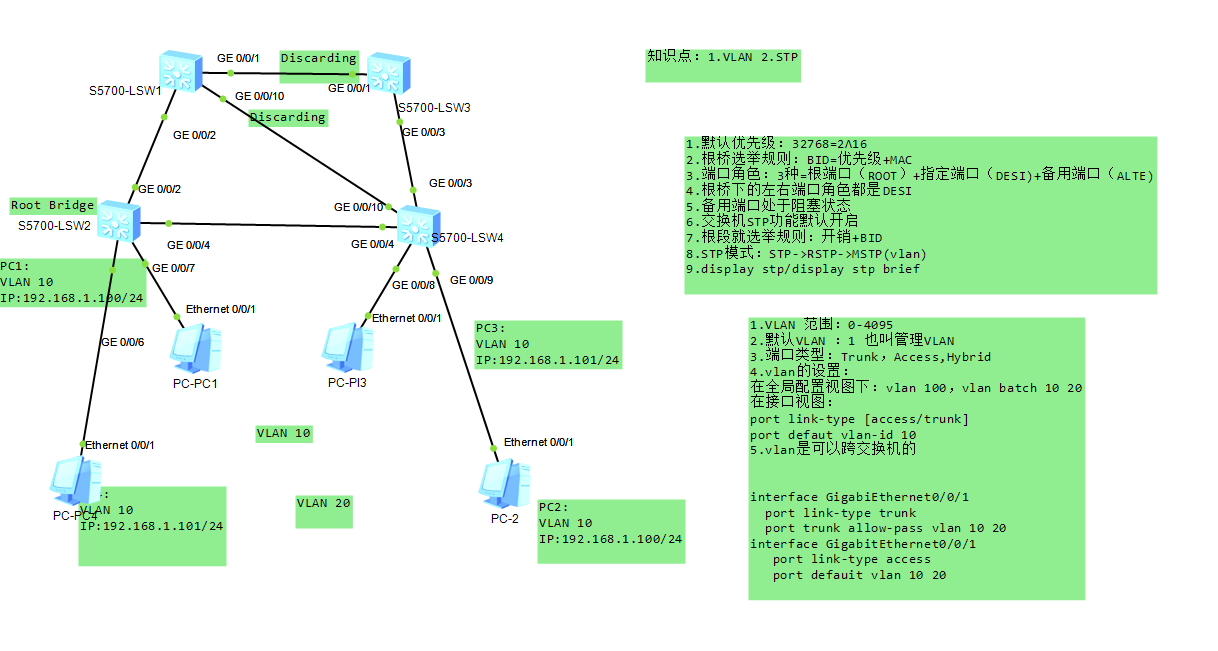 GE 0/0/1
Discarding
S5700-LSW1
GE 0/0/1
GE 0/0/10
S5700-LSW3
Discarding
GE 0/0/2
GE 0/0/3
GE 0/0/2
GE 0/0/3
Root Bridge
GE 0/0/10
S5700-LSW2
S5700-LSW4
GE 0/0/4
GE 0/0/4
PC1:
VLAN 10
IP:192.168.1.100/24
GE 0/0/7
GE 0/0/8
GE 0/0/9
Ethernet 0/0/1
Ethernet 0/0/1
GE 0/0/6
PC3:
VLAN 10
IP:192.168.1.101/24
PC-PC1
PC-PI3
VLAN 10
Ethernet 0/0/1
Ethernet 0/0/1
PC-PC4
4:
VLAN 10
IP:192.168.1.101/24
VLAN 20
PC-2
PC2:
VLAN 10
IP:192.168.1.100/24
知识点：1.VLAN 2.STP
1.默认优先级：32768=2^16
2.根桥选举规则：BID=优先级+MAC
3.端口角色：3种=根端口（ROOT）+指定端口（DESI)+备用端口（ALTE)
4.根桥下的左右端口角色都是DESI
5.备用端口处于阻塞状态
6.交换机STP功能默认开启
7.根段就选举规则：开销+BID
8.STP模式：STP->RSTP->MSTP(vlan)
9.display stp/display stp brief
1.VLAN 范围：0-4095
2.默认VLAN ：1 也叫管理VLAN
3.端口类型：Trunk，Access,Hybrid
4.vlan的设置：
在全局配置视图下：vlan 100，vlan batch 10 20
在接口视图：
port link-type [access/trunk]
port defaut vlan-id 10
5.vlan是可以跨交换机的
interface GigabiEthernet0/0/1
port link-type trunk
port trunk allow-pass vlan 10 20
interface GigabitEthernet0/0/1
port link-type access
port defauit vlan 10 20